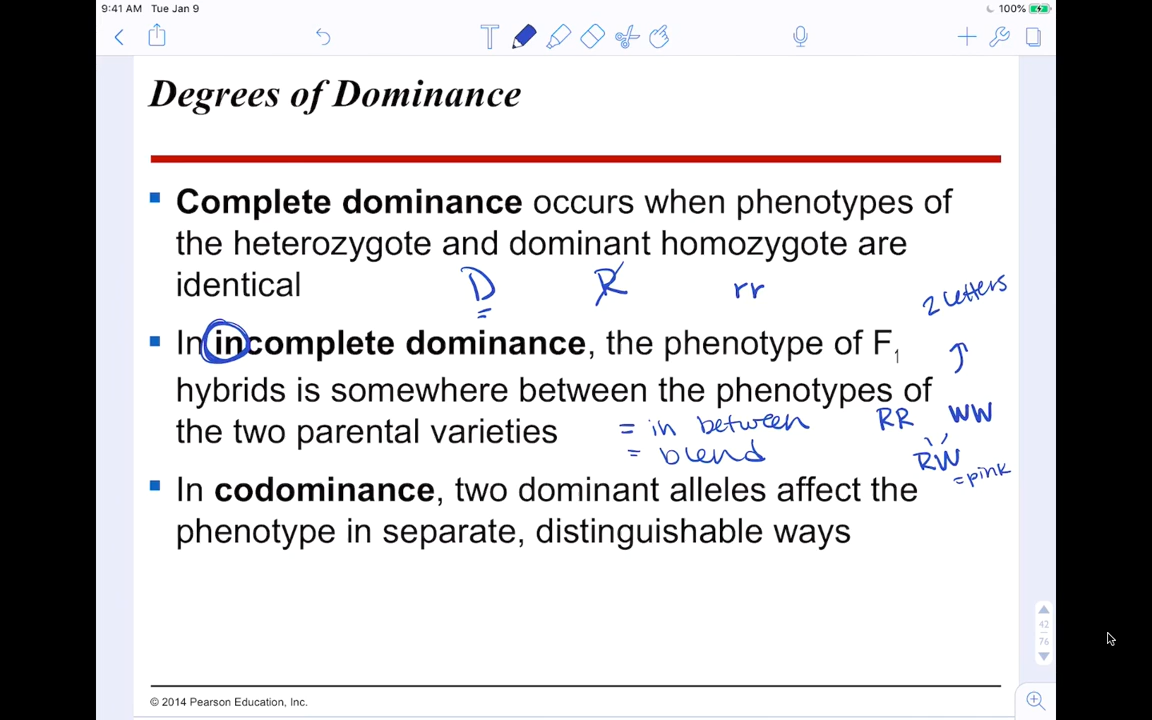 9:41 AM Tue Jan 9
100%
Degrees of Dominance
Complete dominance occurs when phenotypes of
the heterozygote and dominant homozygote are
identical
D R rr
2 letters
In incomplete dominance, the phenotype of F1
hybrids is somewhere between the phenotypes of
the two parental varieties
= in between
= blend
RR WW
RW
= pink
In codominance, two dominant alleles affect the
phenotype in separate, distinguishable ways
42
76
© 2014 Pearson Education, Inc.